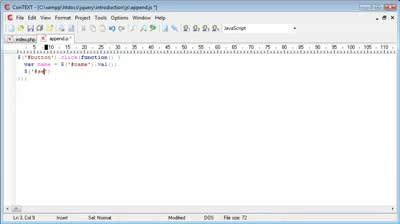 ConTEXT - [C:\xampp\htdocs\jquery\introduction\js\append.js *]
File Edit View Format Project Tools Options Window Help
JavaScript
index.php append.js *
$('#button').click(function() {
var name = $('#name').val();
$('#se'
});
Ln 3, Col 9 Insert Sel: Normal Modified DOS File size: 72